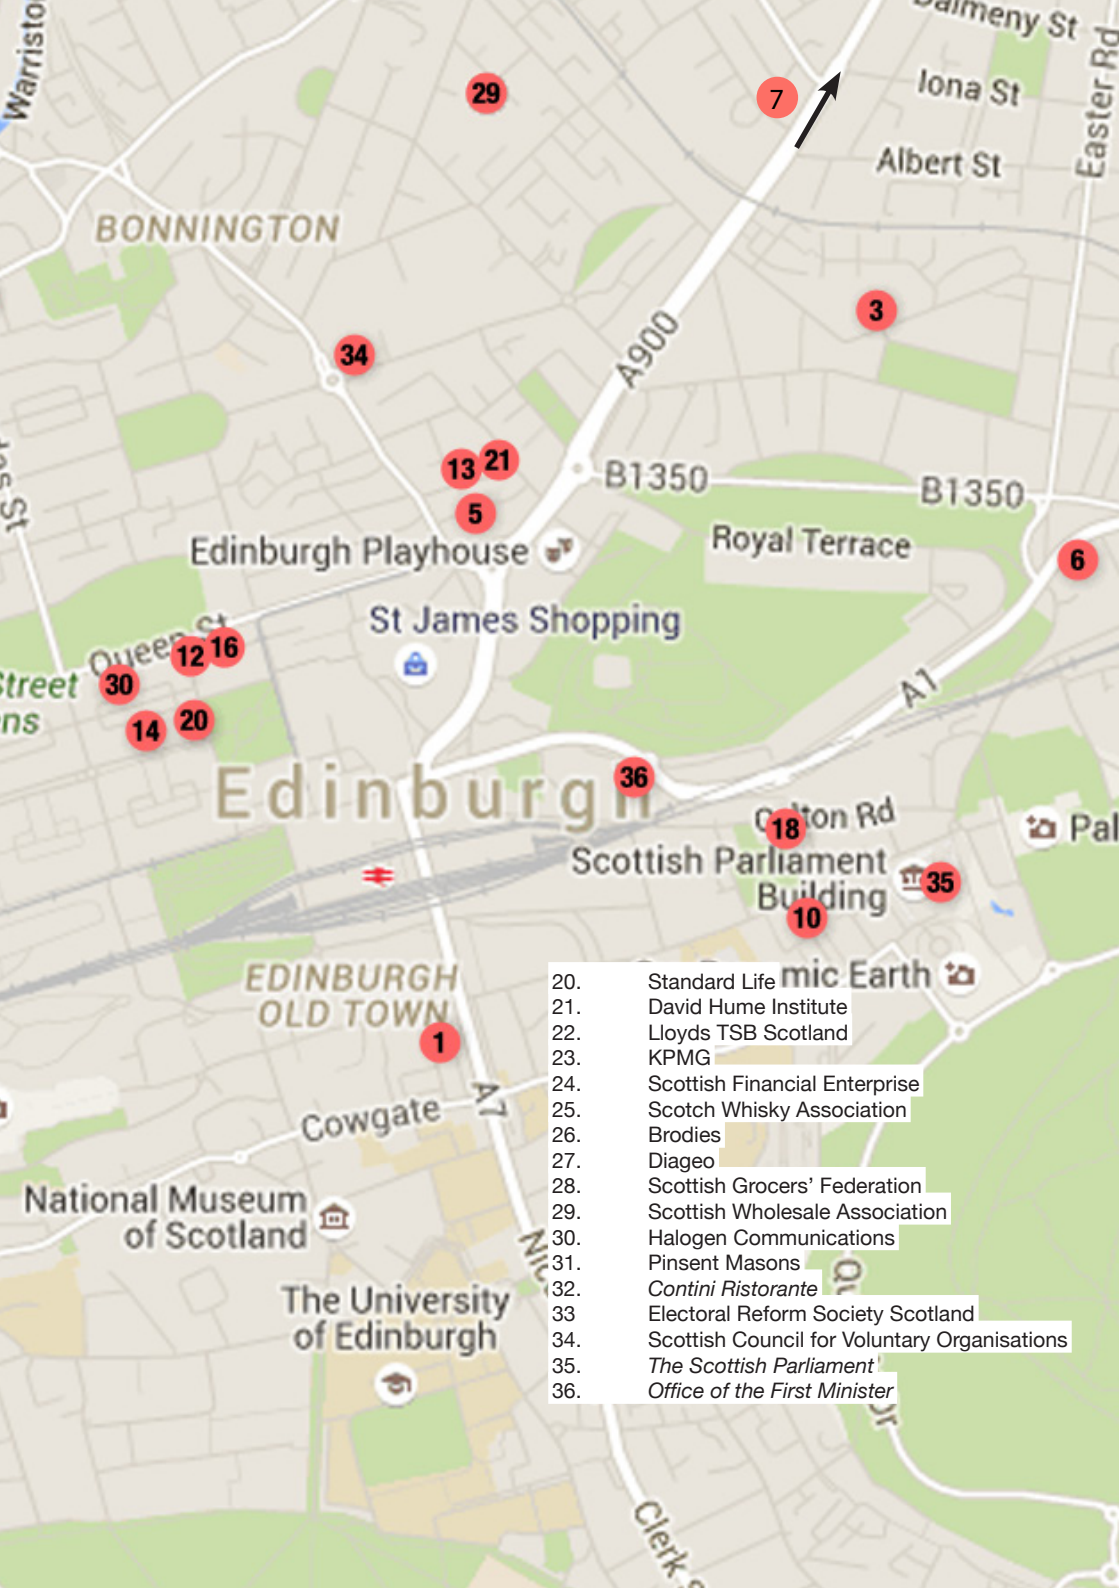 Dalmeny St
Warristo
Iona St
Easter Rd
29
7
Albert St
BONNINGTON
3
A900
34
13
21
B1350
B1350
5
Edinburgh Playhouse
Royal Terrace
6
St James Shopping
Queen St
12
16
30
Street
ns
14
20
A1
Edinburgh
36
Calton Rd
18
Pal
Scottish Parliament
Building
35
10
mic Earth
EDINBURGH
OLD TOWN
1
A7
Cowgate
National Museum
of Scotland
Nic
The University
of Edinburgh
Qu
Dr
Clerk S
20. Standard Life
21. David Hume Institute
22. Lloyds TSB Scotland
23. KPMG
24. Scottish Financial Enterprise
25. Scotch Whisky Association
26. Brodies
27. Diageo
28. Scottish Grocers’ Federation
29. Scottish Wholesale Association
30. Halogen Communications
31. Pinsent Masons
32. Contini Ristorante
33 Electoral Reform Society Scotland
34. Scottish Council for Voluntary Organisations
35. The Scottish Parliament
36. Office of the First Minister